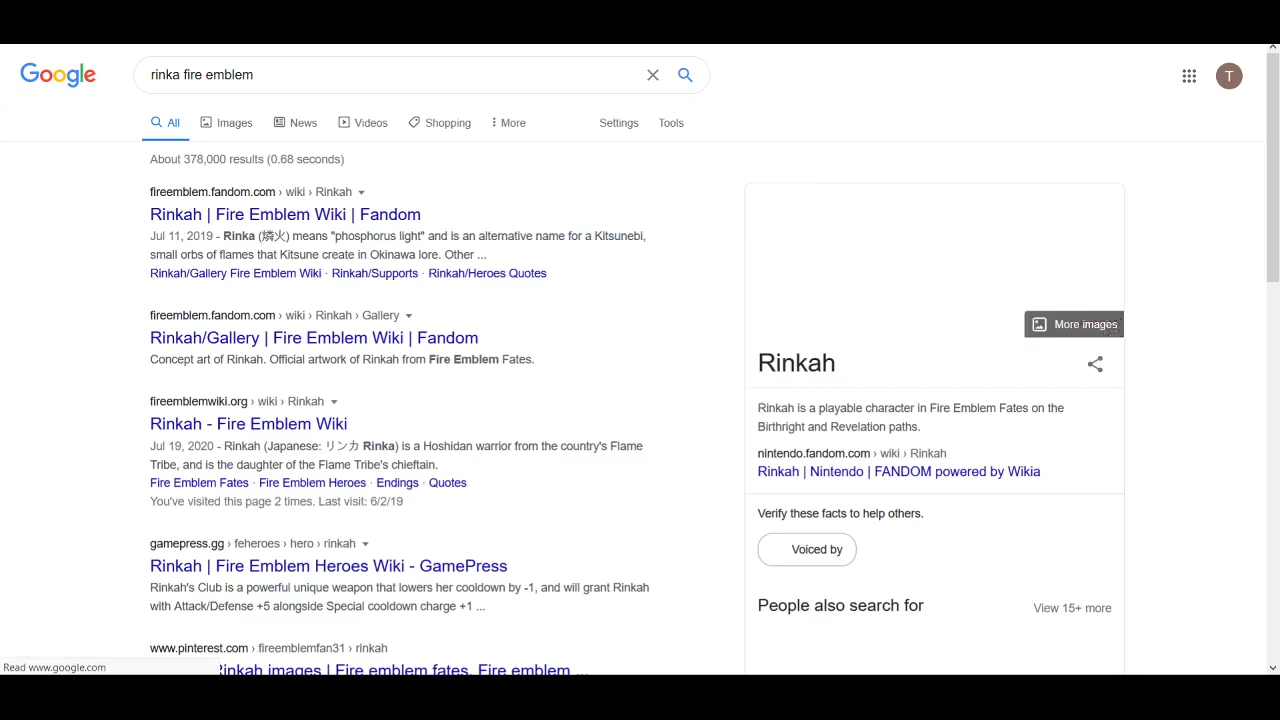 Google
rinka fire emblem
T
All Images News Videos Shopping More Settings Tools
About 378,000 results (0.68 seconds)
fireemblem.fandom.com › wiki › Rinkah
Rinkah | Fire Emblem Wiki | Fandom
Jul 11, 2019 - Rinka (燐火) means "phosphorus light" and is an alternative name for a Kitsunebi,
small orbs of flames that Kitsune create in Okinawa lore. Other ...
Rinkah/Gallery Fire Emblem Wiki · Rinkah/Supports · Rinkah/Heroes Quotes
fireemblem.fandom.com › wiki › Rinkah › Gallery
Rinkah/Gallery | Fire Emblem Wiki | Fandom
Concept art of Rinkah. Official artwork of Rinkah from Fire Emblem Fates.
fireemblemwiki.org › wiki › Rinkah
Rinkah - Fire Emblem Wiki
Jul 19, 2020 - Rinkah (Japanese: リンカ Rinka) is a Hoshidan warrior from the country's Flame
Tribe, and is the daughter of the Flame Tribe's chieftain.
Fire Emblem Fates · Fire Emblem Heroes · Endings · Quotes
You've visited this page 2 times. Last visit: 6/2/19
gamepress.gg › feheroes › hero › rinkah
Rinkah | Fire Emblem Heroes Wiki - GamePress
Rinkah's Club is a powerful unique weapon that lowers her cooldown by -1, and will grant Rinkah
with Attack/Defense +5 alongside Special cooldown charge +1 ...
www.pinterest.com › fireemblemfan31 › rinkah
Rinkah images | Fire emblem fates, Fire emblem ...
Read www.google.com
More images
Rinkah
Rinkah is a playable character in Fire Emblem Fates on the
Birthright and Revelation paths.
nintendo.fandom.com › wiki › Rinkah
Rinkah | Nintendo | FANDOM powered by Wikia
Verify these facts to help others.
Voiced by
People also search for
View 15+ more